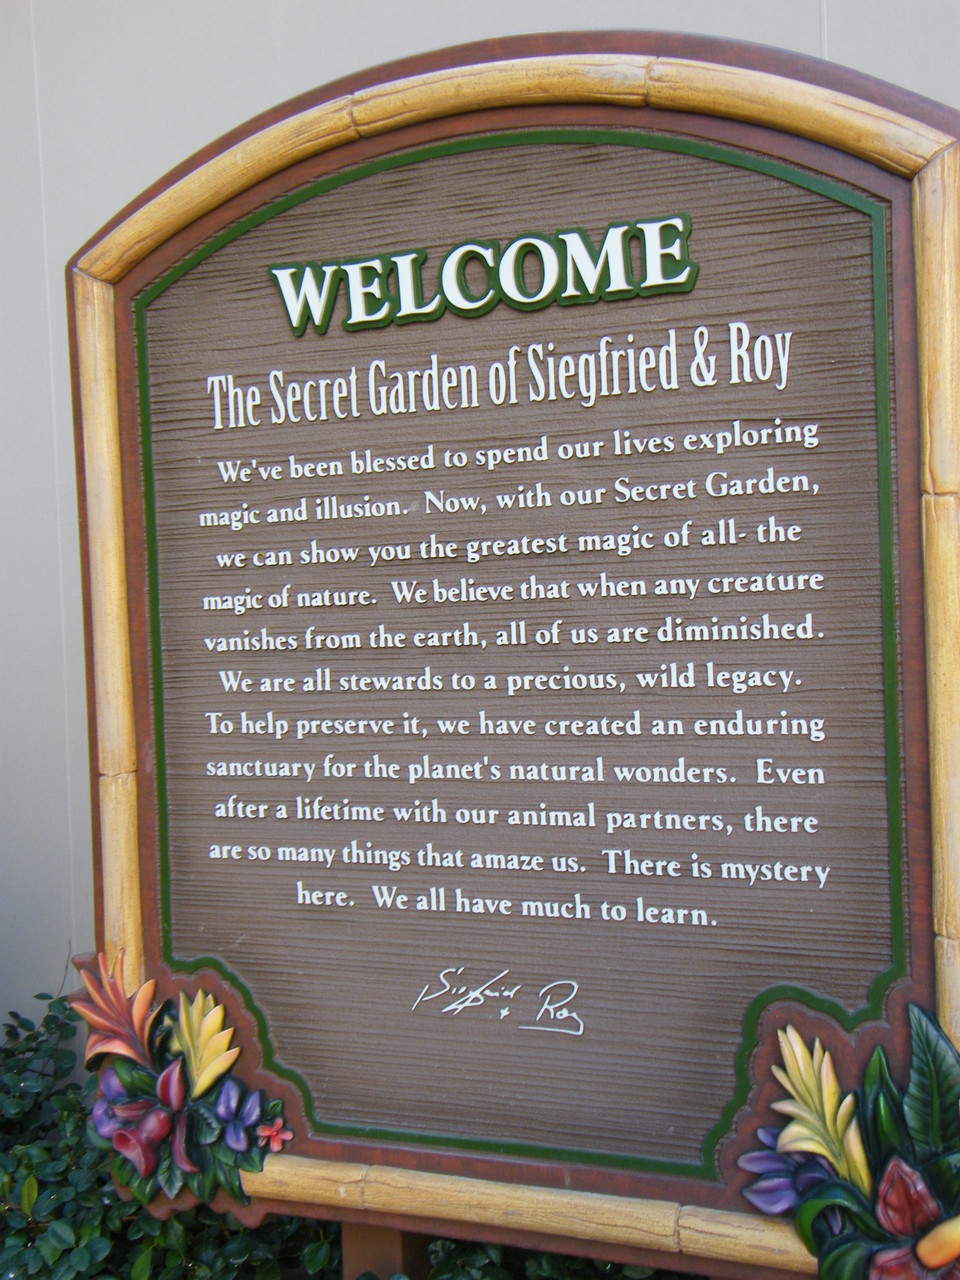 WELCOME
The Secret Garden of Siegfried & Roy
We've been blessed to spend our lives exploring
magic and illusion. Now, with our Secret Garden,
we can show you the greatest magic of all- the
magic of nature. We believe that when any creature
vanishes from the earth, all of us are diminished.
We are all stewards to a precious, wild legacy.
To help preserve it, we have created an enduring
sanctuary for the planet's natural wonders. Even
after a lifetime with our animal partners, there
are so many things that amaze us. There is mystery
here. We all have much to learn.
Siegfried + Roy